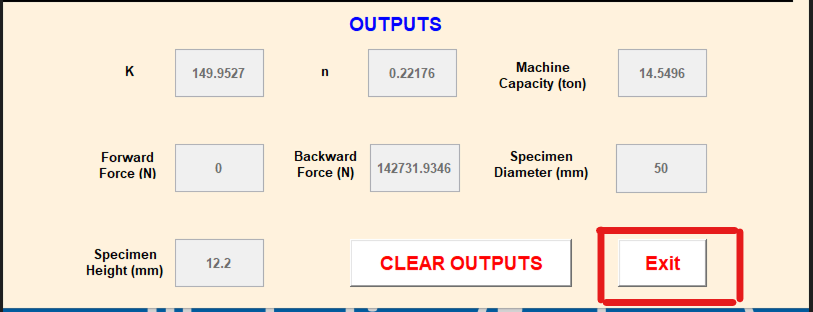 OUTPUTS
K
149.9527
n
0.22176
Machine
Capacity (ton)
14.5496
Forward
Force (N)
0
Backward
Force (N)
142731.9346
Specimen
Diameter (mm)
50
Specimen
Height (mm)
12.2
CLEAR OUTPUTS
Exit